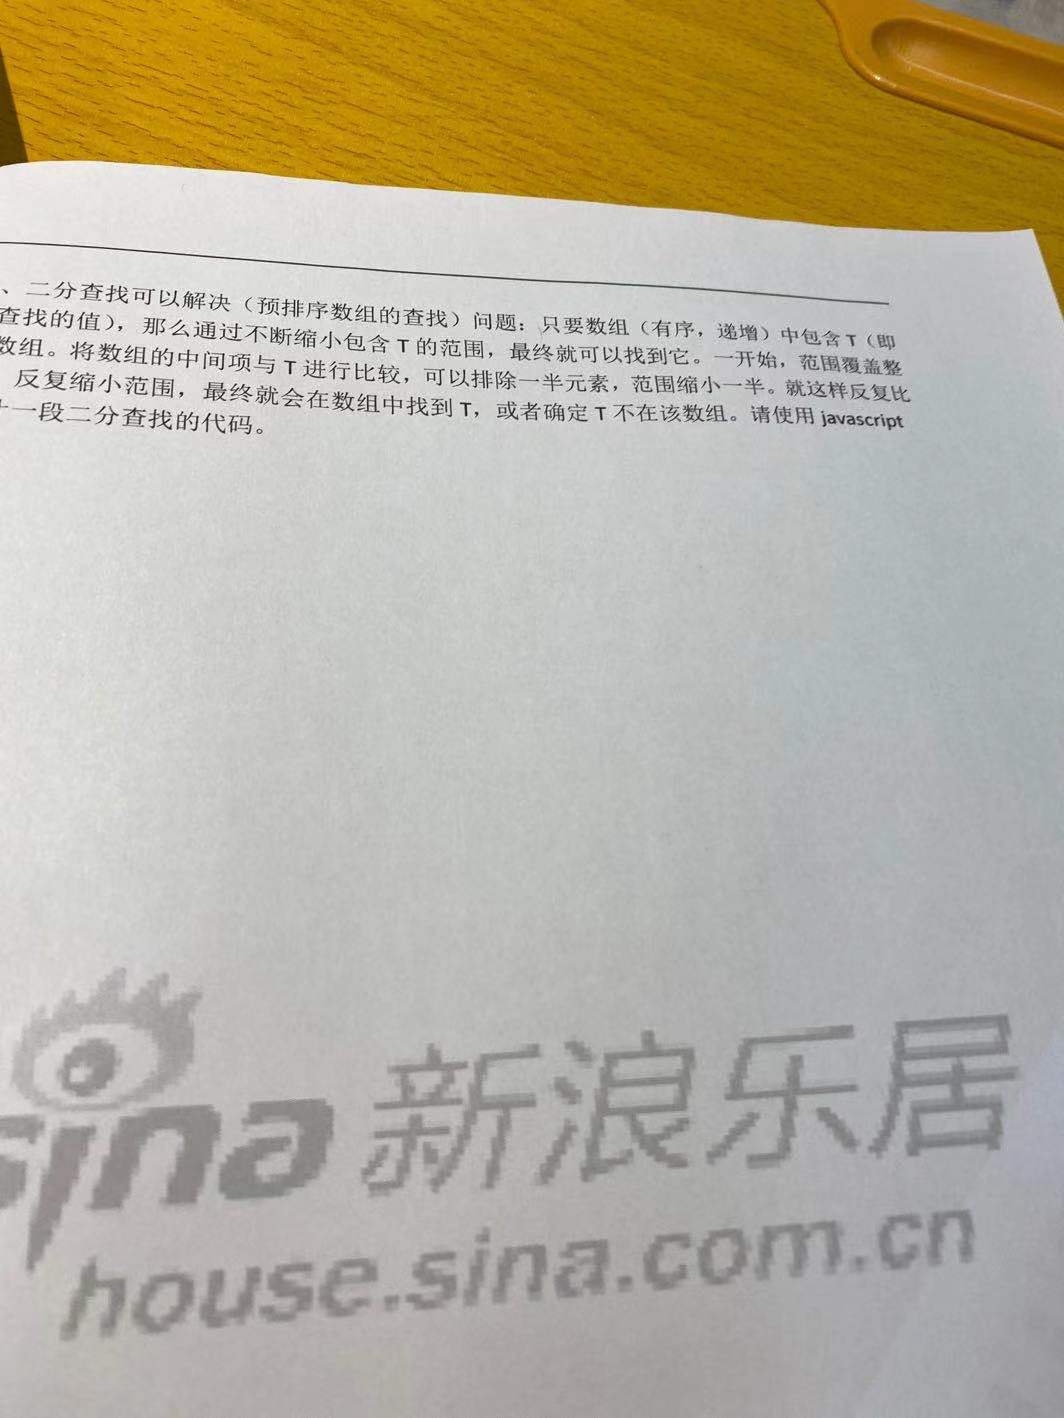 、二分查找可以解决（预排序数组的查找）问题：只要数组（有序，递增）中包含 T（即
查找的值），那么通过不断缩小包含 T 的范围，最终就可以找到它。一开始，范围覆盖整
数组。将数组的中间项与 T 进行比较，可以排除一半元素，范围缩小一半。就这样反复比
反复缩小范围，最终就会在数组中找到 T，或者确定 T 不在该数组。请使用 javascript
一段二分查找的代码。
sina 新浪乐居
house.sina.com.cn